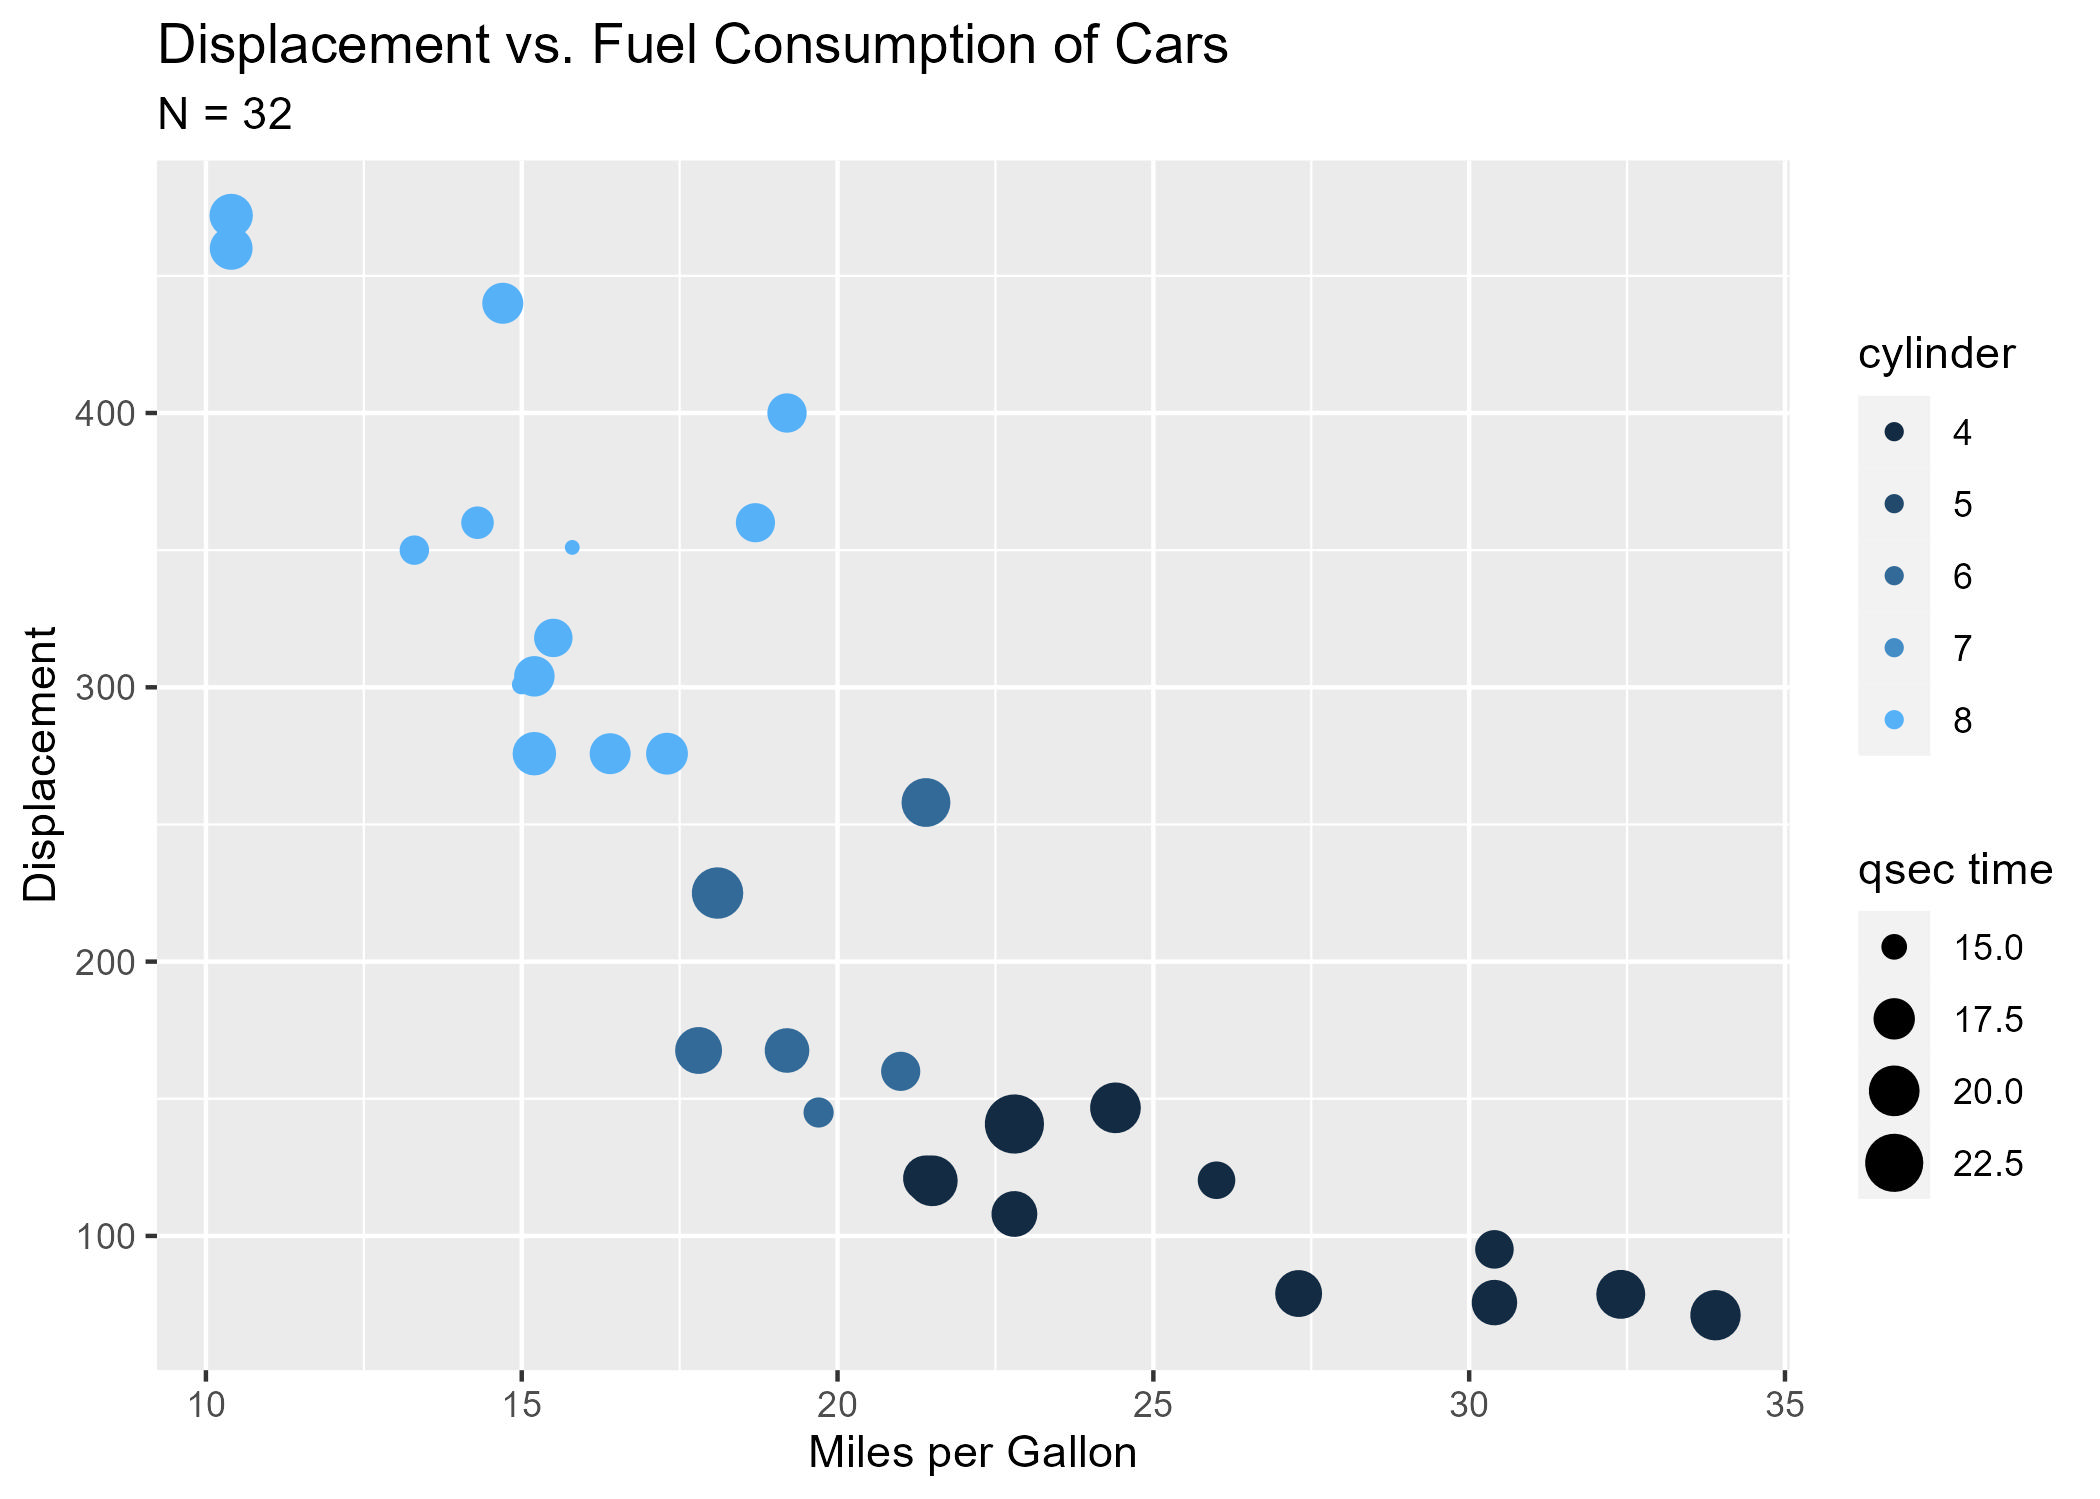 Displacement vs. Fuel Consumption of Cars
N = 32
Displacement
400
300
200
100
10 15 20 25 30 35
Miles per Gallon
cylinder
4
5
6
7
8
qsec time
15.0
17.5
20.0
22.5